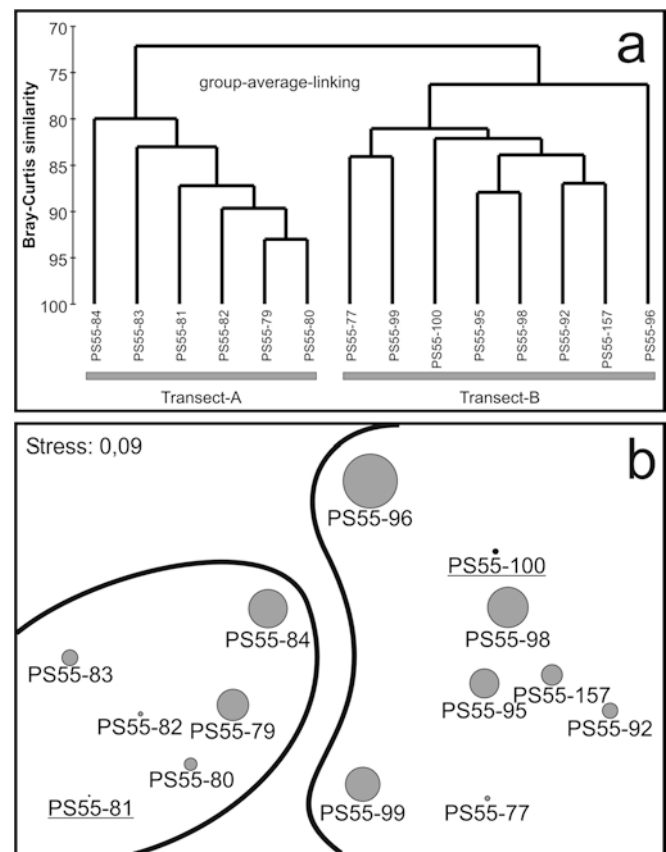 a
Bray-Curtis similarity
70
75
80
85
90
95
100
group-average-linking
PS55-84
PS55-83
PS55-81
PS55-82
PS55-79
PS55-80
PS55-77
PS55-99
PS55-100
PS55-95
PS55-98
PS55-92
PS55-157
PS55-96
Transect-A
Transect-B
b
Stress: 0,09
PS55-96
PS55-100
PS55-84
PS55-98
PS55-83
PS55-82
PS55-79
PS55-95
PS55-157
PS55-92
PS55-80
PS55-81
PS55-99
PS55-77